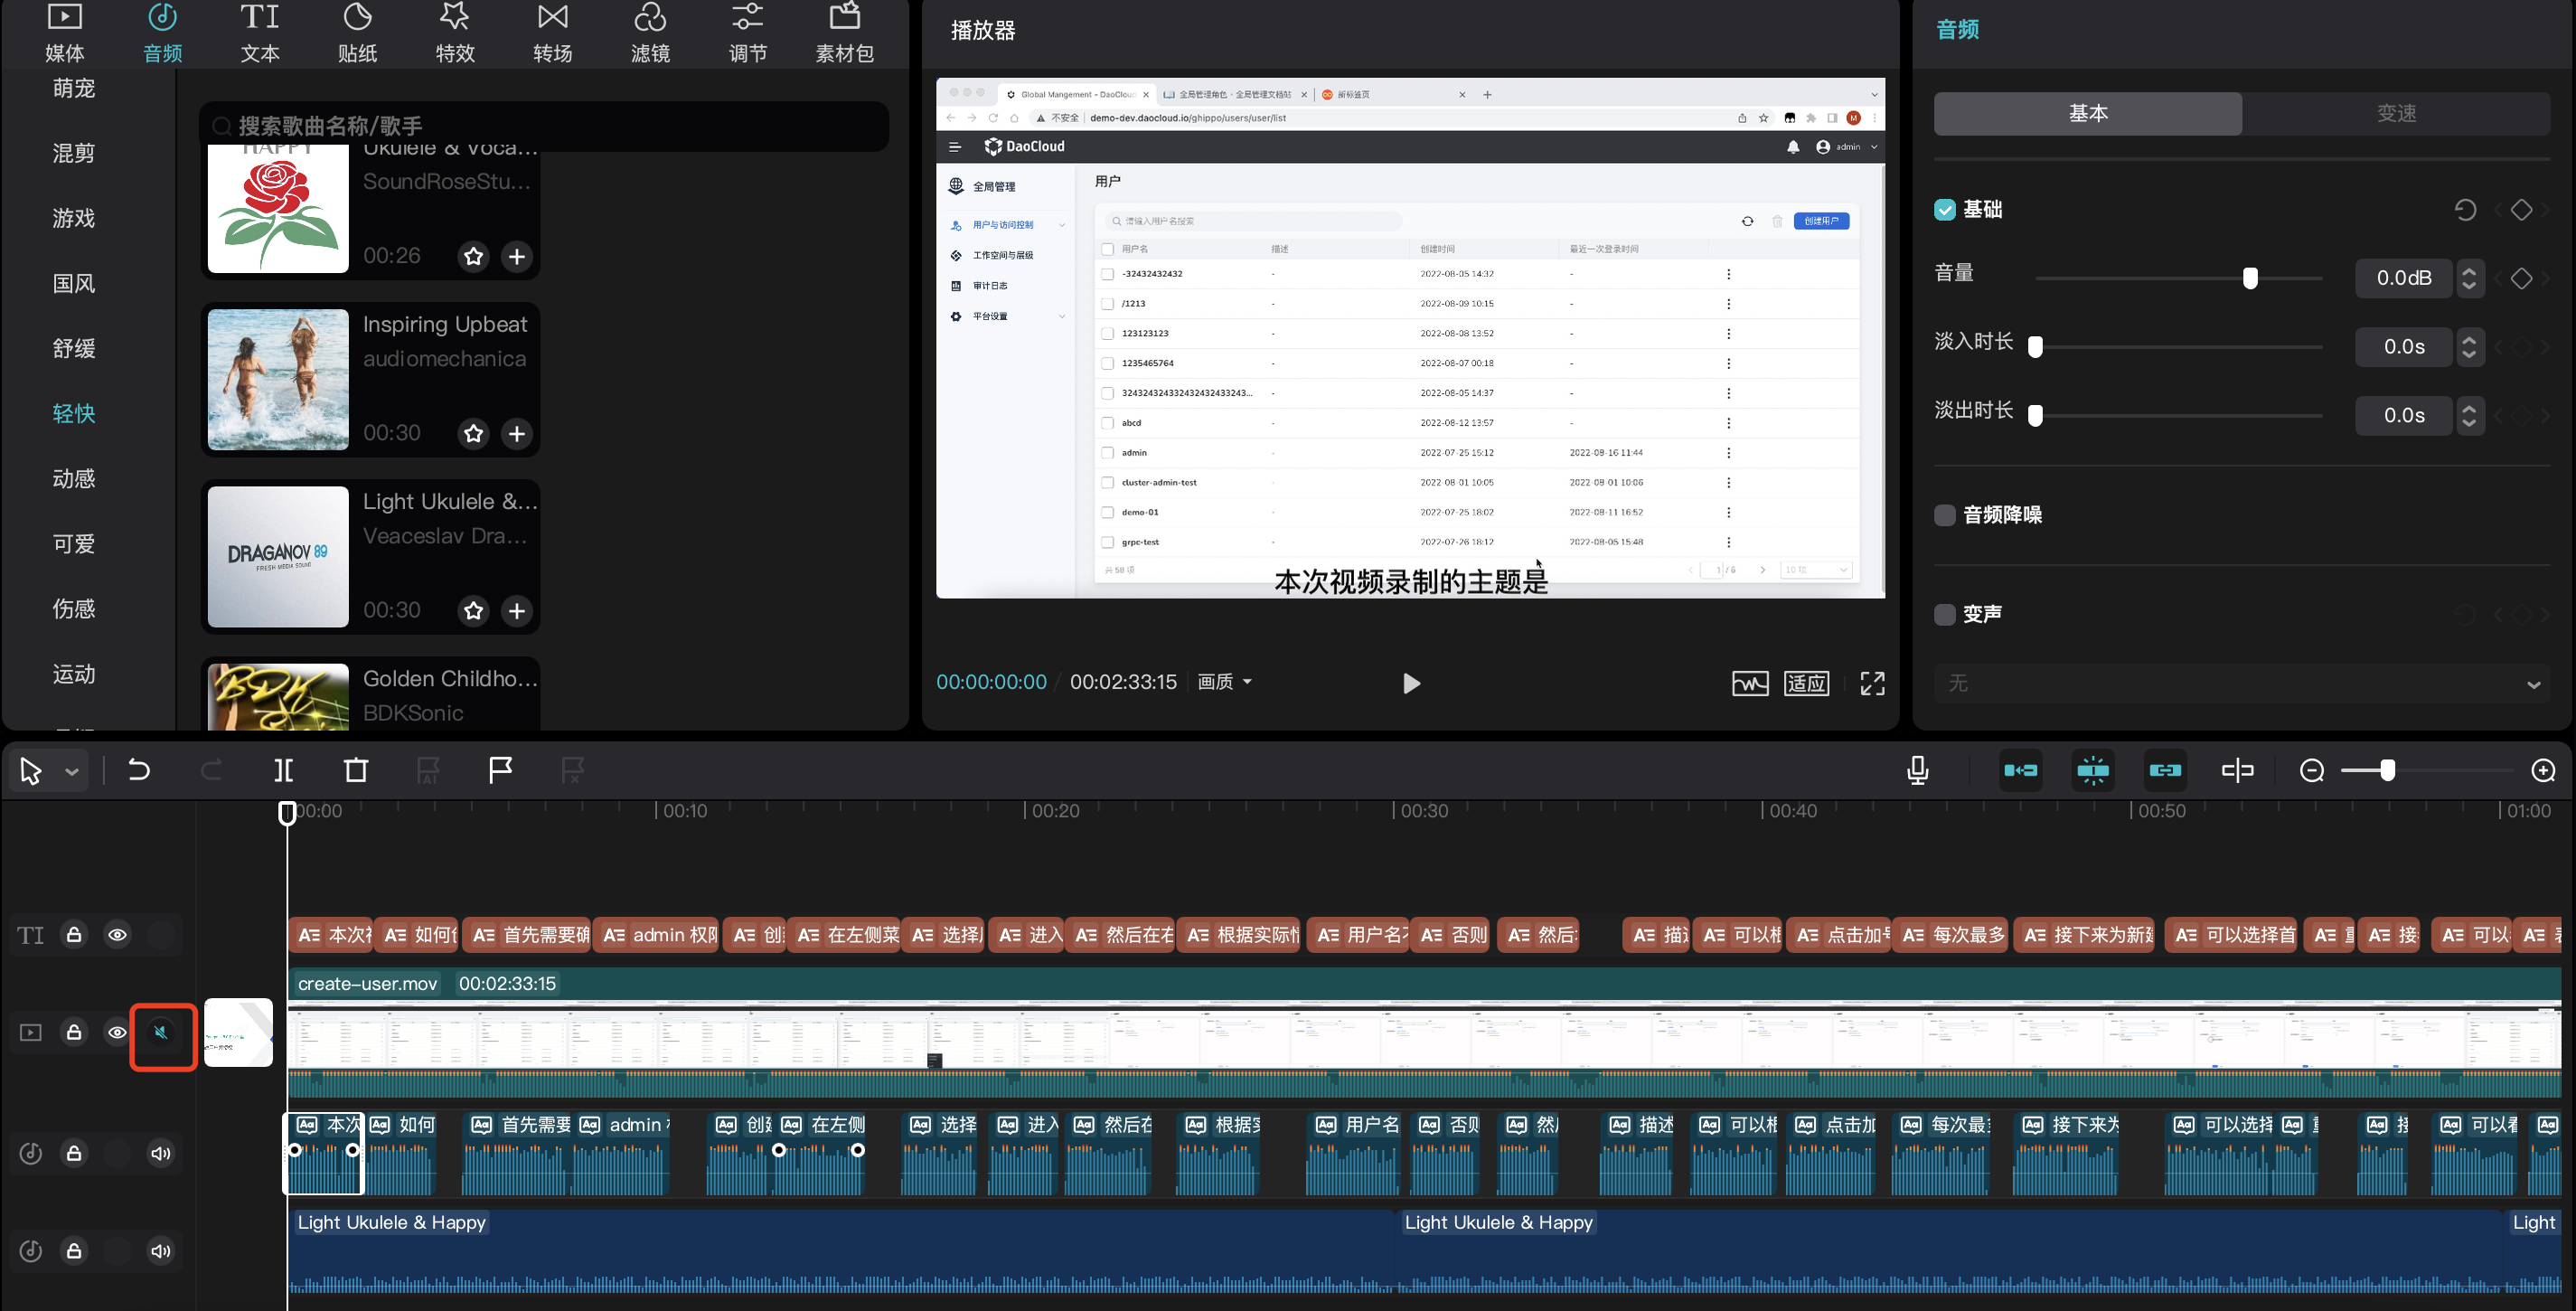 媒体 音频 文本 贴纸 特效 转场 滤镜 调节 素材包
萌宠
混剪
游戏
国风
舒缓
轻快
动感
可爱
伤感
运动
搜索歌曲名称/歌手
HAPPY
Ukulele & Voca...
SoundRoseStu...
00:26
Inspiring Upbeat
audiomechanica
00:30
DRAGANOV 89
FRESH MEDIA SOUND
Light Ukulele &...
Veaceslav Dra...
00:30
BDK
Golden Childho...
BDKSonic
播放器
Global Mangement - DaoCloud 全局管理角色 - 全局管理文档站 新标签页
不安全 demo-dev.daocloud.io/ghippo/users/user/list
M
DaoCloud
admin
全局管理
用户与访问控制
工作空间与层级
审计日志
平台设置
用户
请输入用户名搜索
创建用户
用户名 描述 创建时间 最近一次登录时间
-32432432432 - 2022-08-05 14:32 -
/1213 - 2022-08-09 10:15 -
123123123 - 2022-08-08 13:52 -
1235465764 - 2022-08-07 00:18 -
324324324332432432433243... - 2022-08-05 14:37 -
abcd - 2022-08-12 13:57 -
admin - 2022-07-25 15:12 2022-08-16 11:44
cluster-admin-test - 2022-08-01 10:05 2022-08-01 10:06
demo-01 - 2022-07-25 18:02 2022-08-11 16:52
grpc-test - 2022-07-26 18:12 2022-08-05 15:48
共 58 项 1 / 6 10 项
本次视频录制的主题是
00:00:00:00 / 00:02:33:15 画质
适应
音频
基本 变速
基础
音量 0.0dB
淡入时长 0.0s
淡出时长 0.0s
音频降噪
变声
无
00:00 00:10 00:20 00:30 00:40 00:50 01:00
TI
本次 如何 首先需要确 admin 权限 创 在左侧菜 选择 进入 然后在右 根据实际情 用户名 否则 然后 描述 可以 点击加号 每次最多 接下来为新建 可以选择首 接 可以
create-user.mov 00:02:33:15
本次 如何 首先需要 admin 创建 在左侧 选择 进入 然后在 根据实 用户名 否则 然后 描述 可以 点击加 每次最多 接下来为 可以选择 接 可以看
Light Ukulele & Happy Light Ukulele & Happy Light